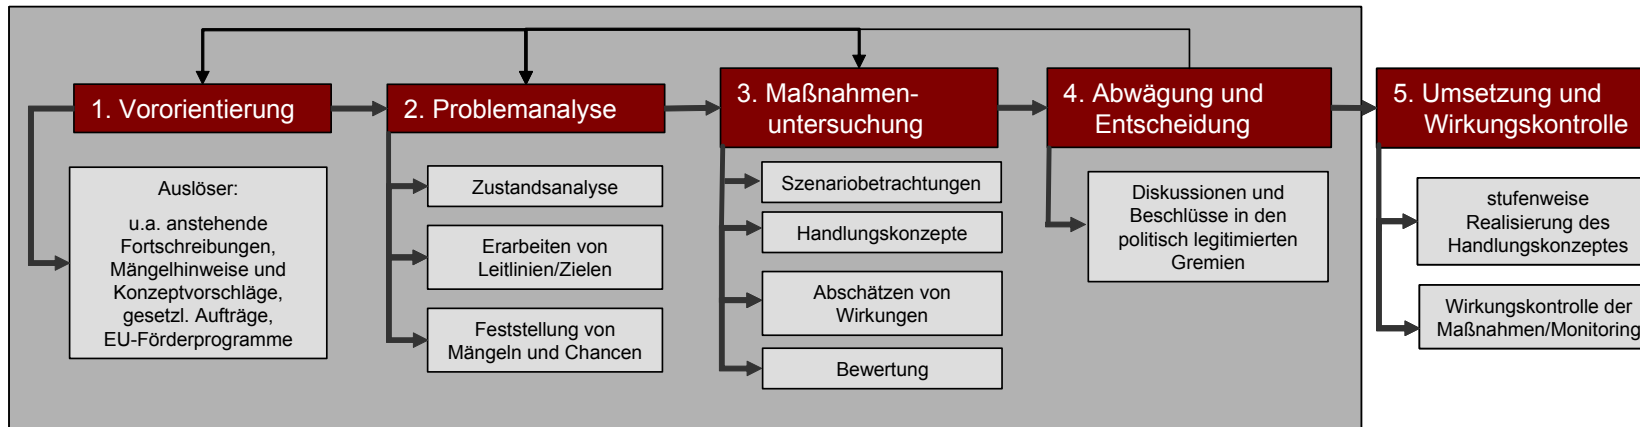 1. Vororientierung
Auslöser:
u.a. anstehende
Fortschreibungen,
Mängelhinweise und
Konzeptvorschläge,
gesetzl. Aufträge,
EU-Förderprogramme
2. Problemanalyse
Zustandsanalyse
Erarbeiten von
Leitlinien/Zielen
Feststellung von
Mängeln und Chancen
3. Maßnahmen-
untersuchung
Szenariobetrachtungen
Handlungskonzepte
Abschätzen von
Wirkungen
Bewertung
4. Abwägung und
Entscheidung
Diskussionen und
Beschlüsse in den
politisch legitimierten
Gremien
5. Umsetzung und
Wirkungskontrolle
stufenweise
Realisierung des
Handlungskonzeptes
Wirkungskontrolle der
Maßnahmen/Monitoring